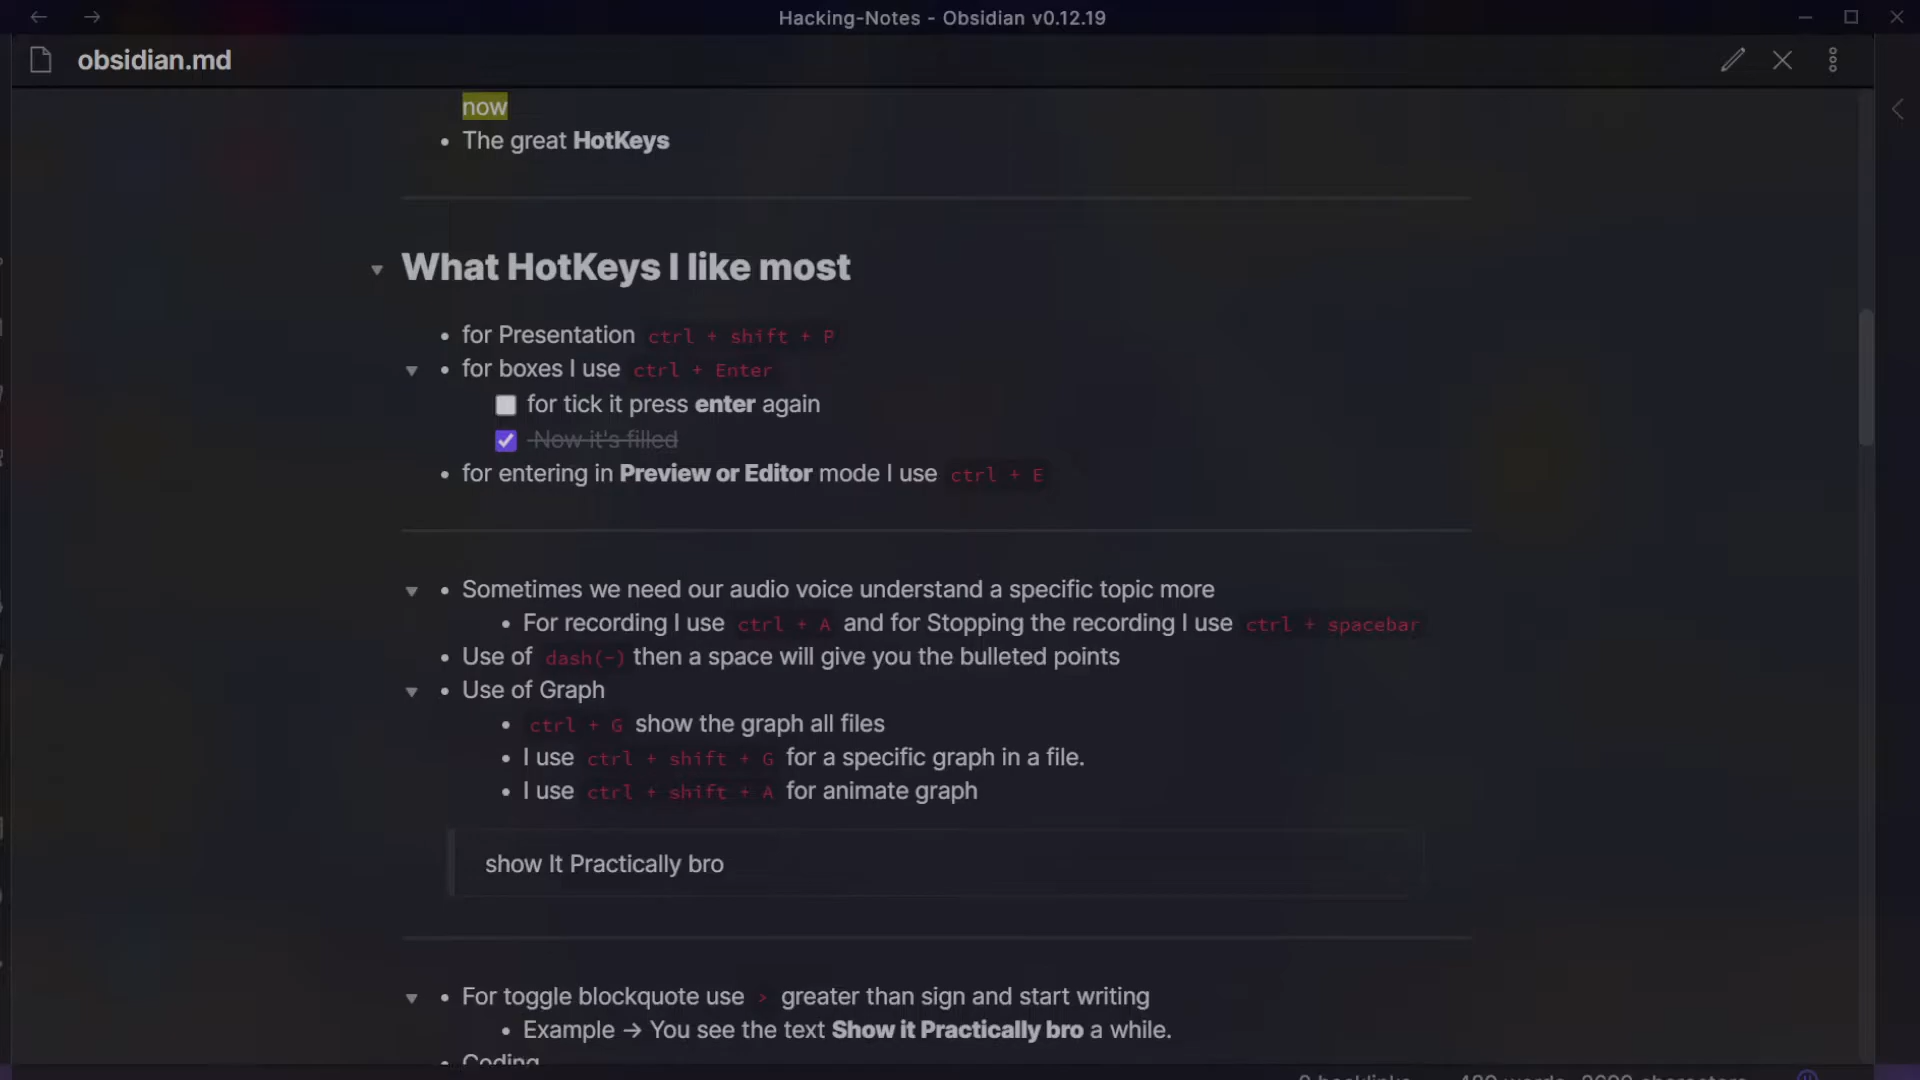 Hacking-Notes - Obsidian v0.12.19
obsidian.md
now
The great HotKeys
What HotKeys I like most
for Presentation ctrl + shift + P
for boxes I use ctrl + Enter
for tick it press enter again
Now it's filled
for entering in Preview or Editor mode I use ctrl + E
Sometimes we need our audio voice understand a specific topic more
For recording I use ctrl + A and for Stopping the recording I use ctrl + spacebar
Use of dash(-) then a space will give you the bulleted points
Use of Graph
ctrl + G show the graph all files
I use ctrl + shift + G for a specific graph in a file.
I use ctrl + shift + A for animate graph
show It Practically bro
For toggle blockquote use > greater than sign and start writing
Example → You see the text Show it Practically bro a while.
Coding